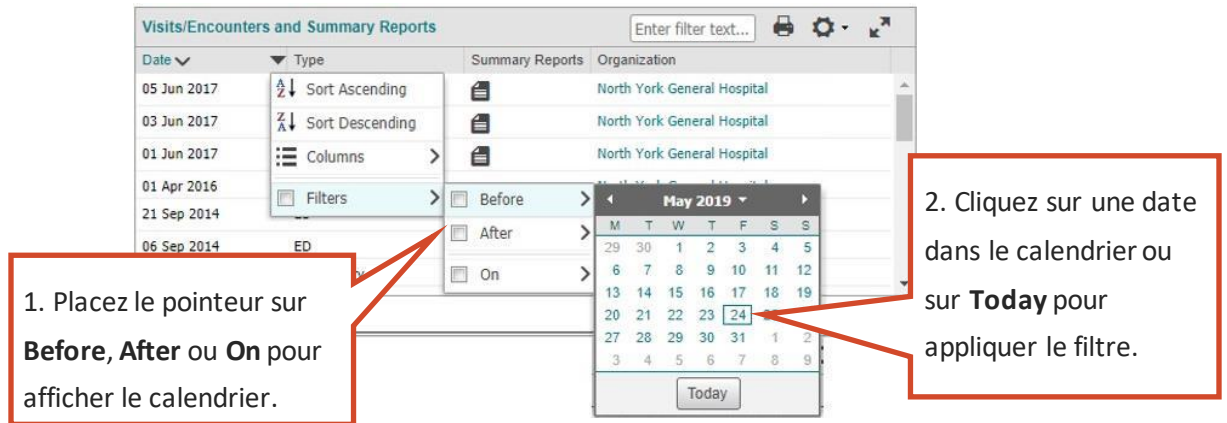 Visits/Encounters and Summary Reports Enter filter text...
Date Type Summary Reports Organization
05 Jun 2017 Sort Ascending North York General Hospital
03 Jun 2017 Sort Descending North York General Hospital
01 Jun 2017 Columns North York General Hospital
01 Apr 2016 Filters Before
21 Sep 2014
After
06 Sep 2014 ED
On
May 2019
M T W T F S S
29 30 1 2 3 4 5
6 7 8 9 10 11 12
13 14 15 16 17 18 19
20 21 22 23 24
27 28 29 30 31 1 2
3 4 5 6 7 8 9
Today
1. Placez le pointeur sur
Before, After ou On pour
afficher le calendrier.
2. Cliquez sur une date
dans le calendrier ou
sur Today pour
appliquer le filtre.